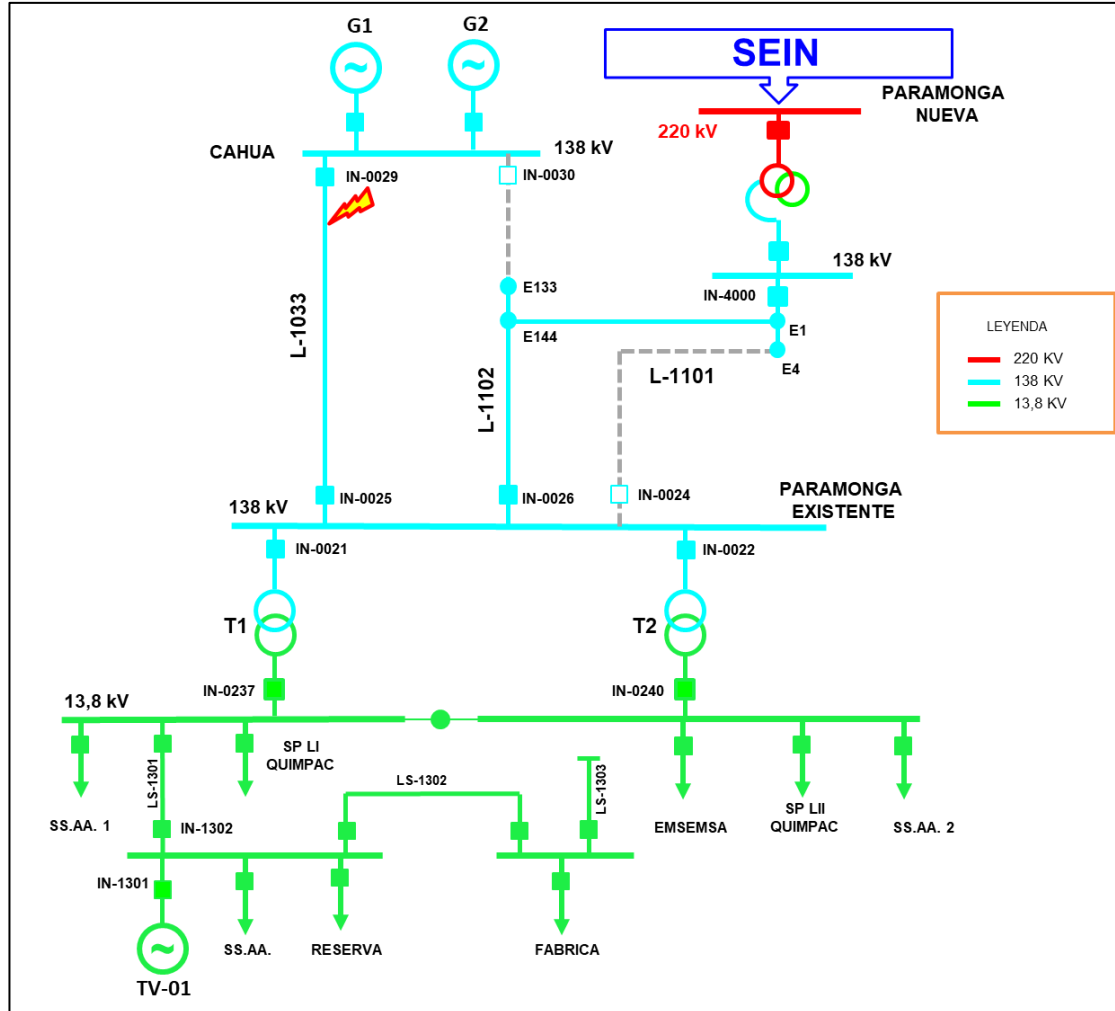 G1
G2
SEIN
PARAMONGA
NUEVA
220 kV
CAHUA
138 kV
IN-0029
IN-0030
138 kV
IN-4000
E133
E144
E1
E4
L-1033
L-1102
L-1101
LEYENDA
220 KV
138 KV
13,8 KV
IN-0025
IN-0026
IN-0024
PARAMONGA
EXISTENTE
138 kV
IN-0021
IN-0022
T1
T2
IN-0237
IN-0240
13,8 kV
SP LI
QUIMPAC
LS-1301
LS-1302
LS-1303
SS.AA. 1
IN-1302
EMSEMSA
SP LII
QUIMPAC
SS.AA. 2
IN-1301
SS.AA.
RESERVA
FABRICA
TV-01